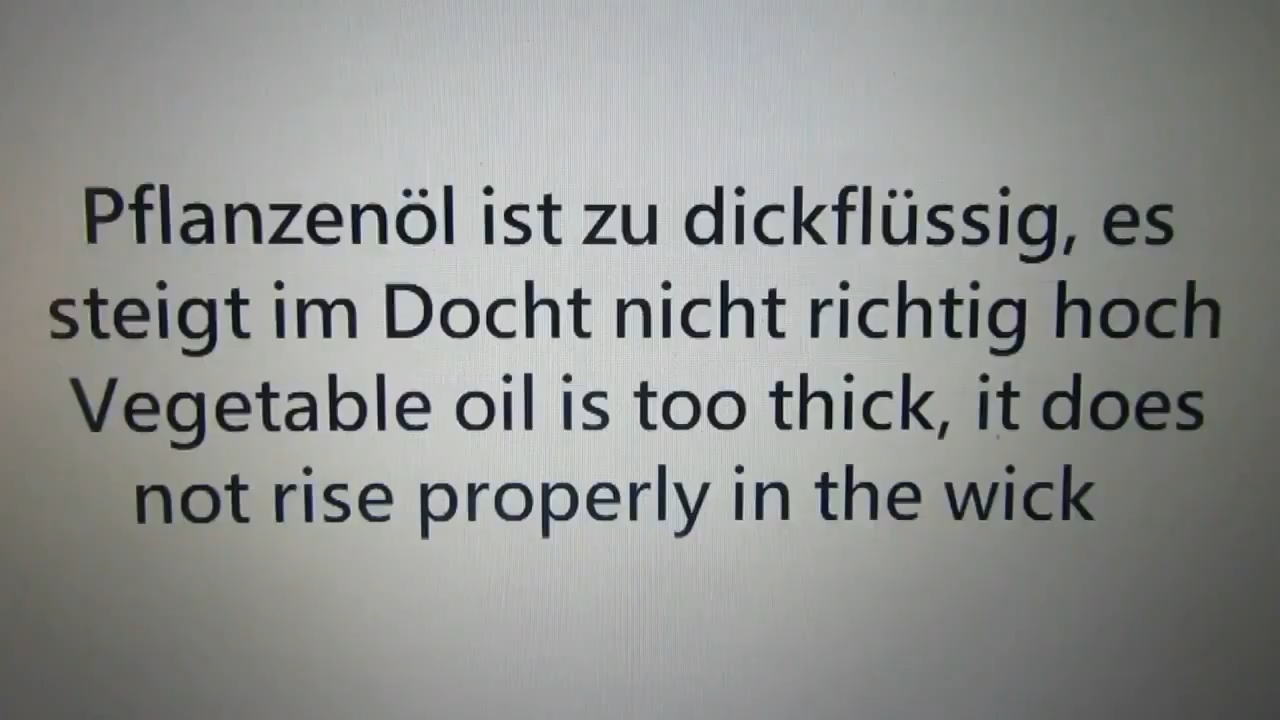 Pflanzenöl ist zu dickflüssig, es
steigt im Docht nicht richtig hoch
Vegetable oil is too thick, it does
not rise properly in the wick